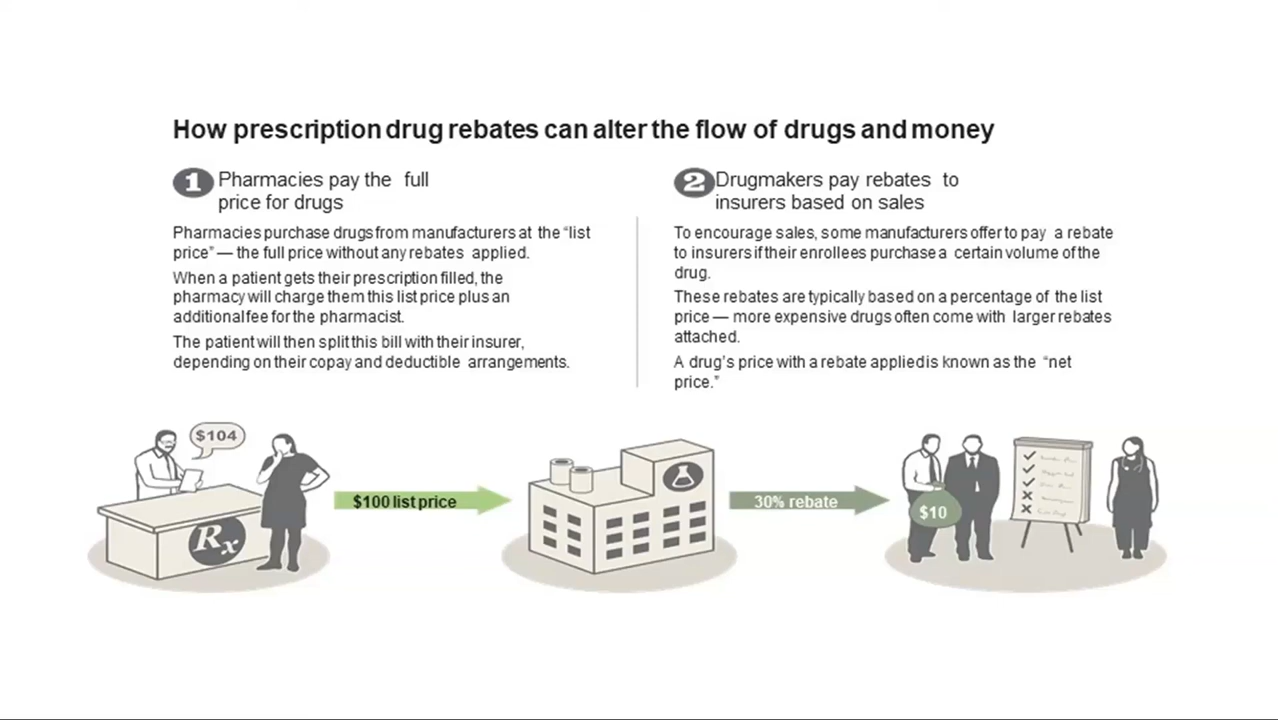 How prescription drug rebates can alter the flow of drugs and money
1 Pharmacies pay the full
price for drugs
Pharmacies purchase drugs from manufacturers at the “list
price” — the full price without any rebates applied.
When a patient gets their prescription filled, the
pharmacy will charge them this list price plus an
additional fee for the pharmacist.
The patient will then split this bill with their insurer,
depending on their copay and deductible arrangements.
2 Drugmakers pay rebates to
insurers based on sales
To encourage sales, some manufacturers offer to pay a rebate
to insurers if their enrollees purchase a certain volume of the
drug.
These rebates are typically based on a percentage of the list
price — more expensive drugs often come with larger rebates
attached.
A drug’s price with a rebate applied is known as the “net
price.”
$104
Rx
$100 list price
30% rebate
$10